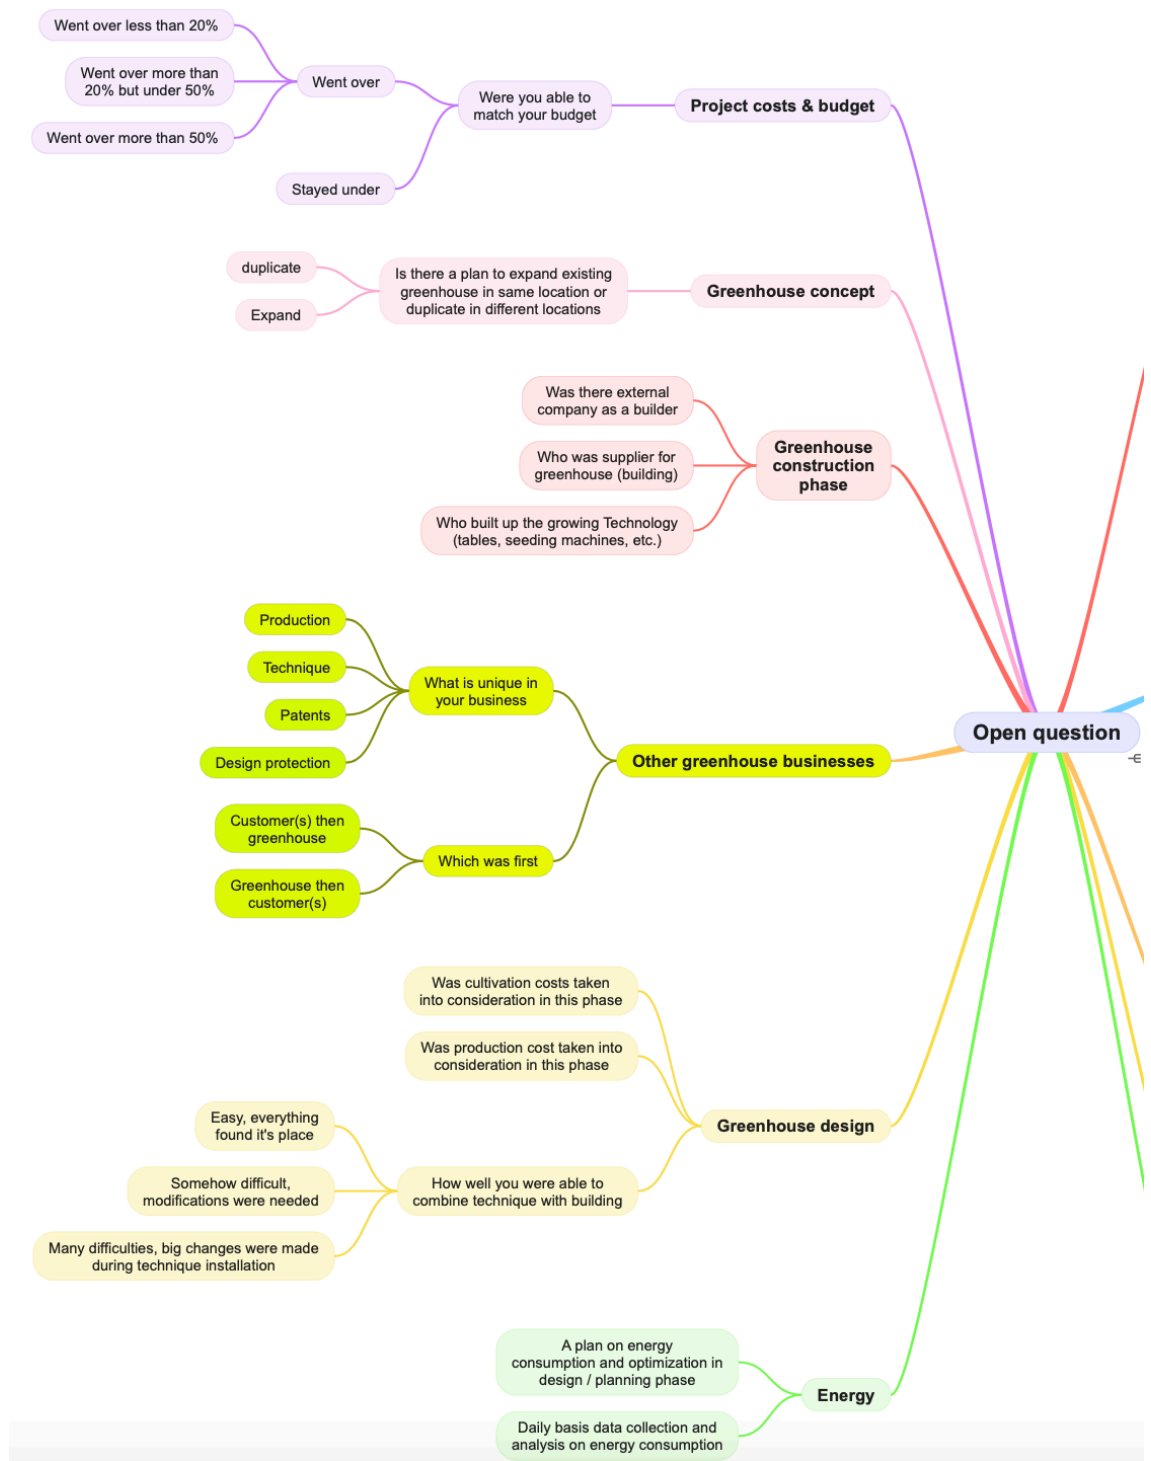 Went over less than 20%
Went over more than
20% but under 50%
Went over more than 50%
Went over
Stayed under
Were you able to
match your budget
Project costs & budget
duplicate
Expand
Is there a plan to expand existing
greenhouse in same location or
duplicate in different locations
Greenhouse concept
Was there external
company as a builder
Who was supplier for
greenhouse (building)
Who built up the growing Technology
(tables, seeding machines, etc.)
Greenhouse
construction
phase
Production
Technique
Patents
Design protection
What is unique in
your business
Customer(s) then
greenhouse
Greenhouse then
customer(s)
Which was first
Other greenhouse businesses
Open question
Was cultivation costs taken
into consideration in this phase
Was production cost taken into
consideration in this phase
Easy, everything
found it's place
Somehow difficult,
modifications were needed
Many difficulties, big changes were made
during technique installation
How well you were able to
combine technique with building
Greenhouse design
A plan on energy
consumption and optimization in
design / planning phase
Daily basis data collection and
analysis on energy consumption
Energy